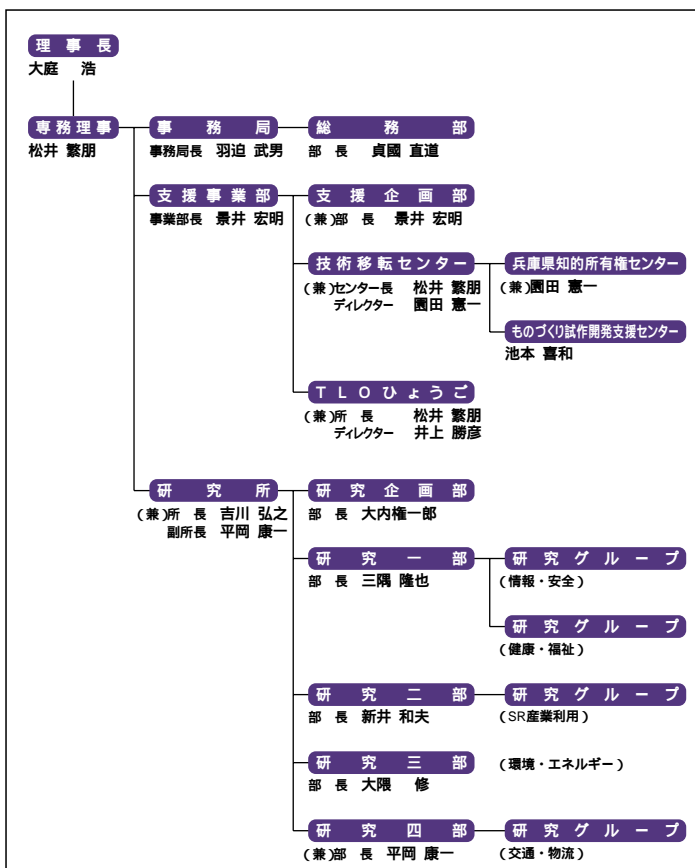 理事長
大庭 浩
専務理事
松井 繁朋
事務局
事務局長 羽迫 武男
総務部
部 長 貞國 直道
支援事業部
事業部長 景井 宏明
支援企画部
(兼)部 長 景井 宏明
技術移転センター
(兼)センター長 松井 繁朋
ディレクター 園田 憲一
兵庫県知的所有権センター
(兼)園田 憲一
ものづくり試作開発支援センター
池本 喜和
TLOひょうご
(兼)所 長 松井 繁朋
ディレクター 井上 勝彦
研究所
(兼)所 長 吉川 弘之
副所長 平岡 康一
研究企画部
部 長 大内権一郎
研究一部
部 長 三隅 隆也
研究グループ
(情報・安全)
研究グループ
(健康・福祉)
研究二部
部 長 新井 和夫
研究グループ
(SR産業利用)
研究三部
部 長 大隈 修
(環境・エネルギー)
研究四部
(兼)部 長 平岡 康一
研究グループ
(交通・物流)